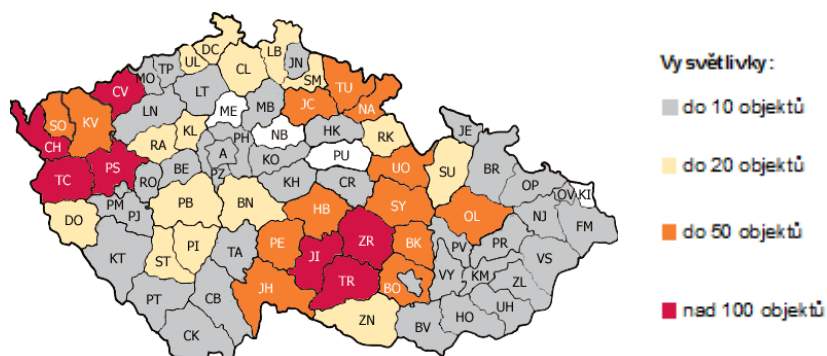 DC
LB
TP
UL
JN
MO
CL
SM
TU
CV
LT
NA
ME
MB
JC
LN
SO
KV
NB
HK
JE
KL
RK
CH
RA
PH
A
PU
BR
PS
KO
SU
TC
RO
BE
PZ
UO
OP
OV
KI
KH
CR
PM
PB
BN
SY
OL
NJ
FM
DO
PJ
HB
PI
TA
PE
ZR
BK
PV
PR
KT
ST
JI
VS
VY
KM
ZL
TR
BO
PT
CB
JH
UH
ZN
HO
CK
BV
Vysvětlivky:
do 10 objektů
do 20 objektů
do 50 objektů
nad 100 objektů